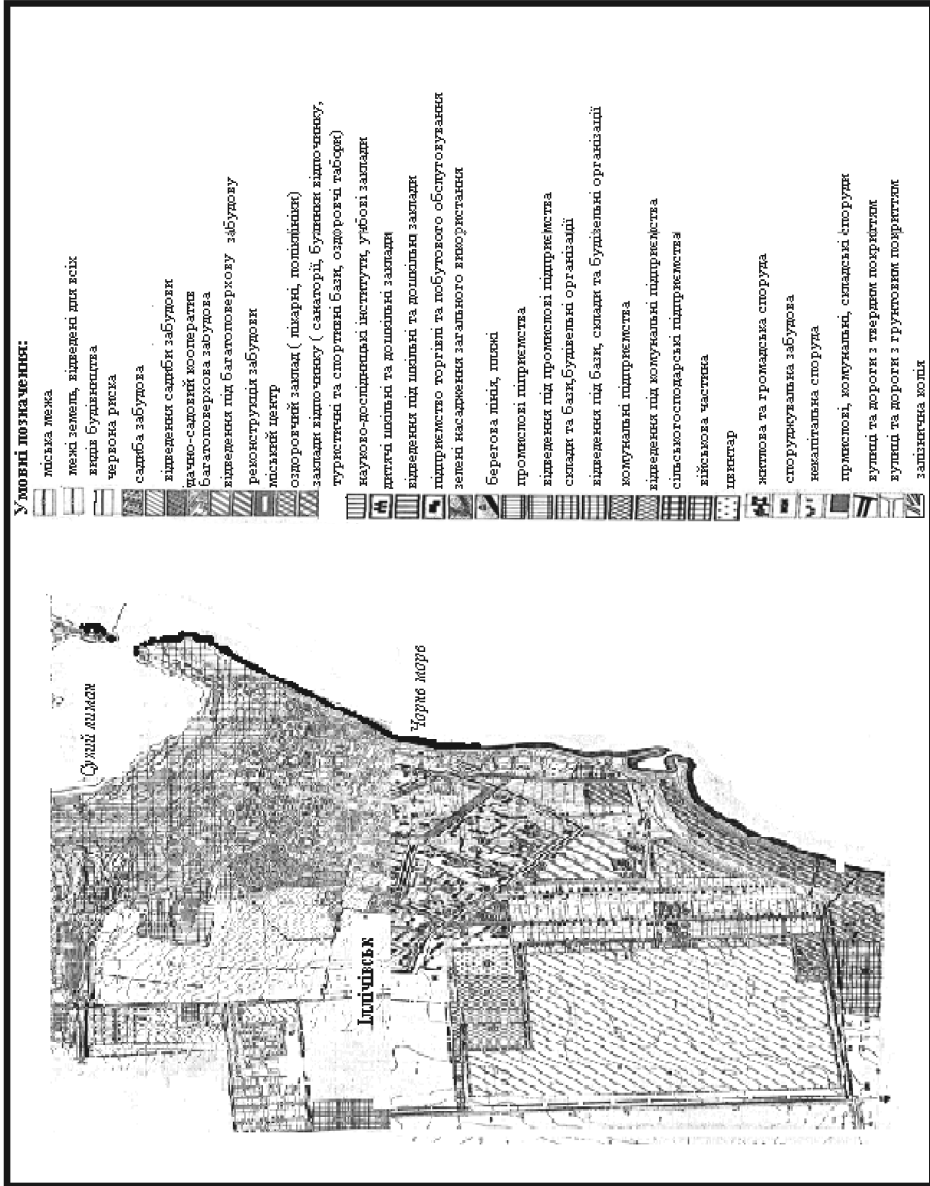 Умовні позначення:
міська межа
межі земель, відведені для всіх
видів будівництва
червона риска
садиба забудова
відведення садиби забудови
дачно-садовий кооператив
багатоповерхова забудова
відведення під багатоповерхову забудову
реконструкція забудови
міський центр
оздоровчий заклад ( лікарні, поліклініки)
заклади відпочинку ( санаторії, будинки відпочинку,
туристичні та спортивні бази, оздоровчі табори)
науково-дослідницькі інститути, учбові заклади
дитячі шкільні та дошкільні заклади
відведення під шкільні та дошкільні заклади
підприємство торгівлі та побутового обслуговування
зелені насадження загального використання
берегова лінія, пляжі
промислові підприємства
відведення під промислові підприємства
склади та бази,будівельні організації
відведення під бази, склади та будівельні організації
комунальні підприємства
відведення під комунальні підприємства
сільськогосподарські підприємства
військова частина
цвинтар
житлова та громадська споруда
споруджувальна забудова
некапітальна споруда
прмислові, комунальні, складські споруди
вулиці та дороги з твердим покриттям
вулиці та дороги з грунтовим покриттям
залізнична колія
Сухий лиман
Чорне море
Іллічівськ